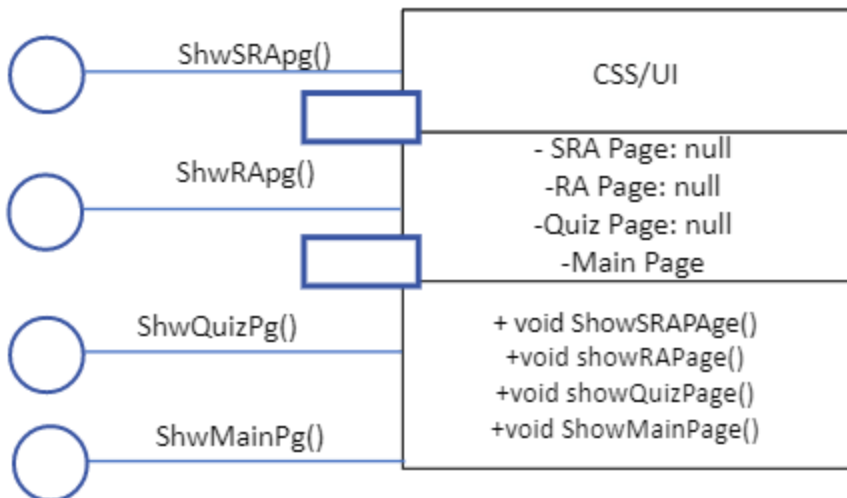 ShwSRApg()
CSS/UI
ShwRApg()
- SRA Page: null
-RA Page: null
-Quiz Page: null
-Main Page
ShwQuizPg()
+ void ShowSRAPAge()
+void showRAPage()
+void showQuizPage()
+void ShowMainPage()
ShwMainPg()